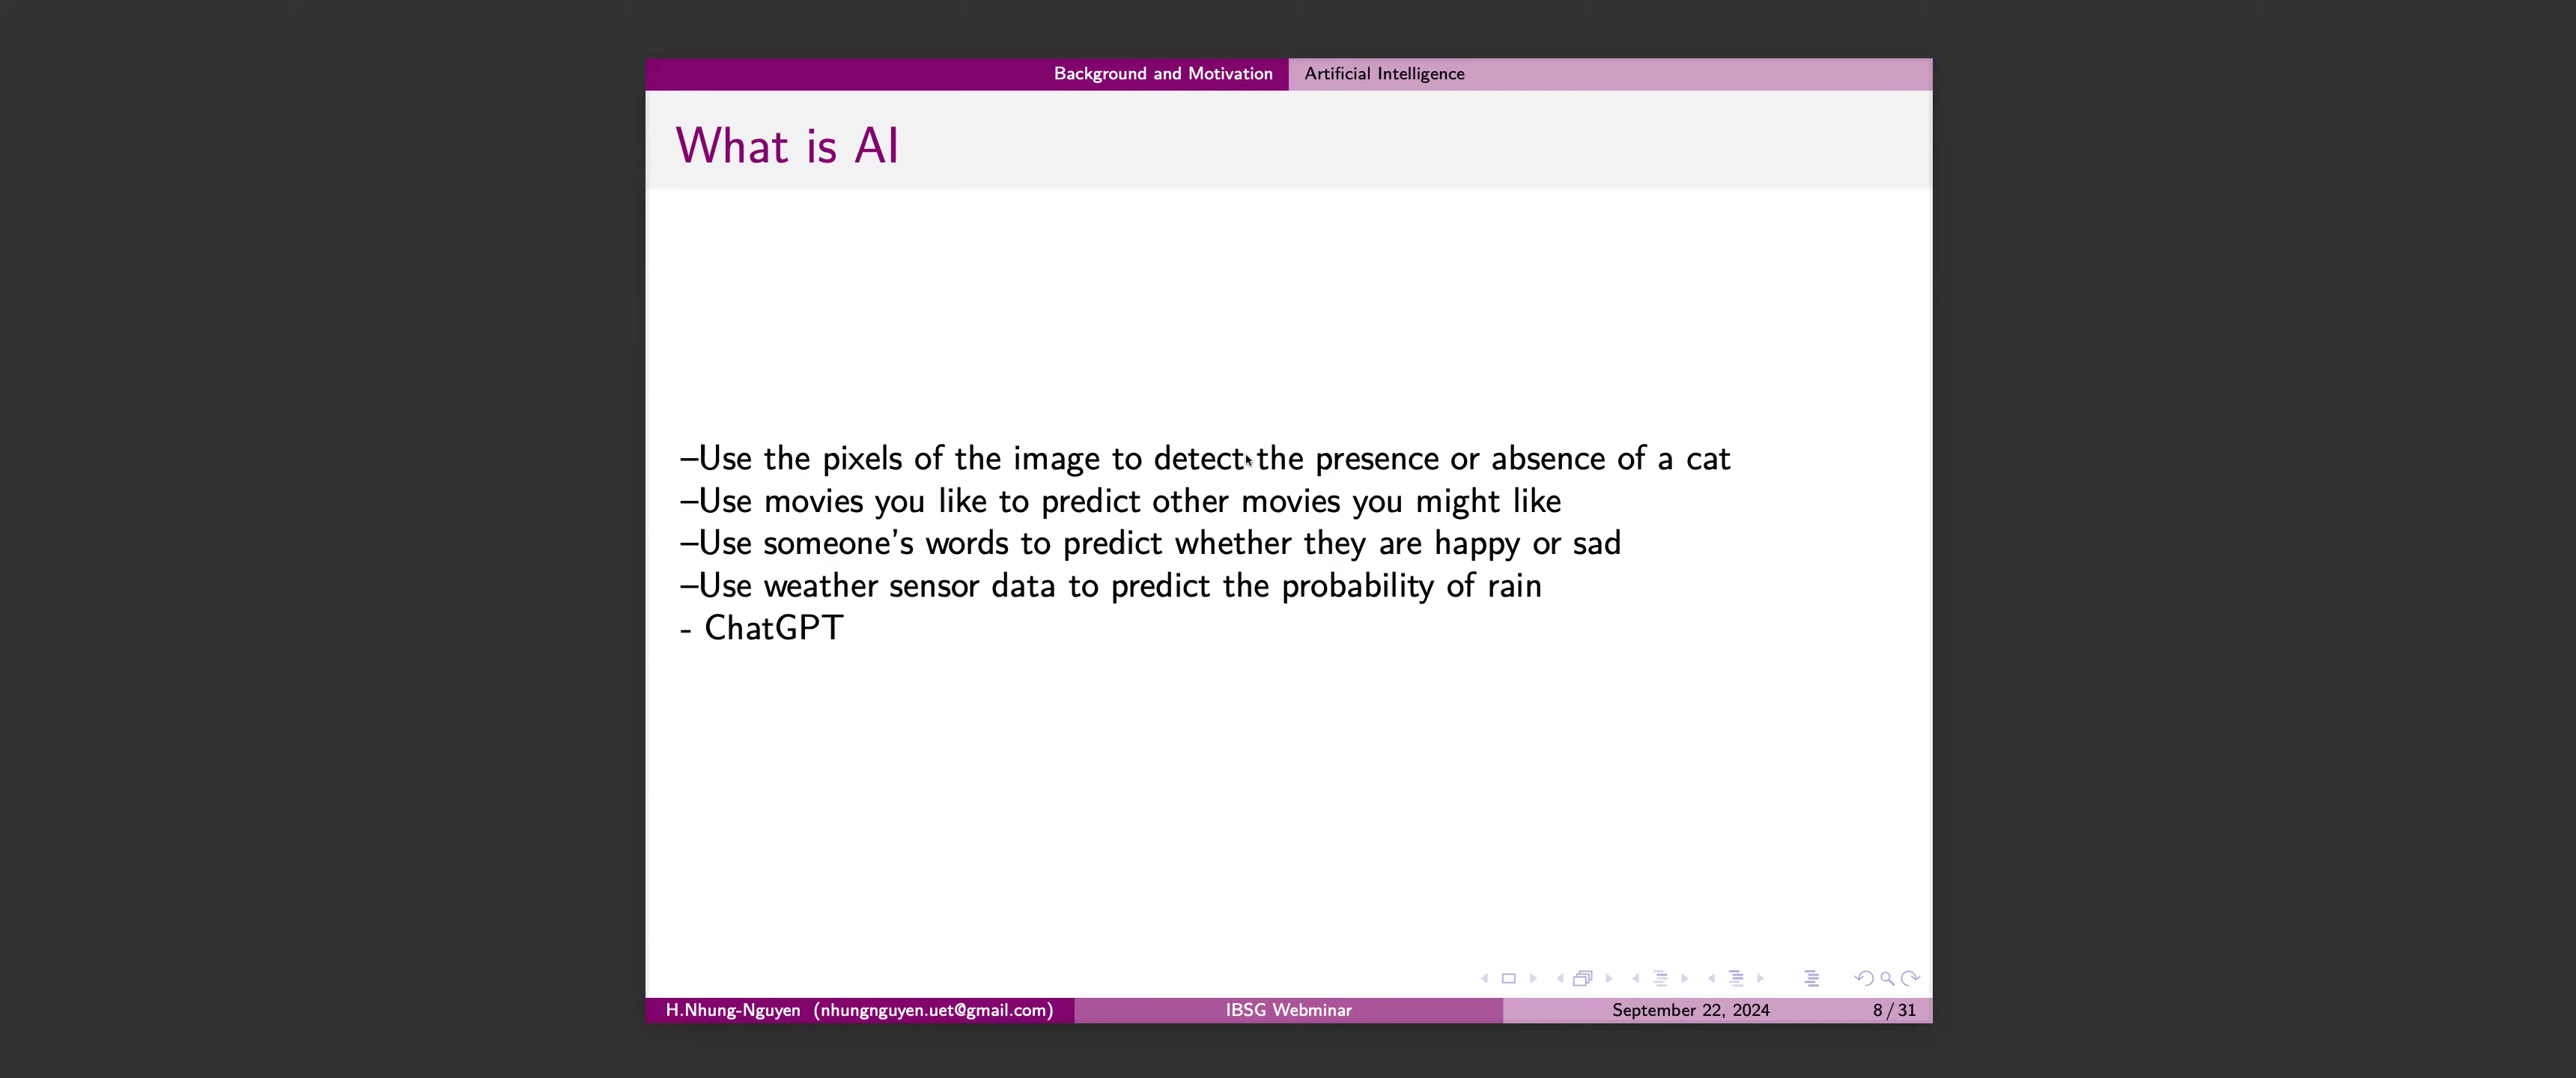 Background and Motivation Artificial Intelligence
What is AI
–Use the pixels of the image to detect the presence or absence of a cat
–Use movies you like to predict other movies you might like
–Use someone's words to predict whether they are happy or sad
–Use weather sensor data to predict the probability of rain
- ChatGPT
H.Nhung-Nguyen (nhungnguyen.uet@gmail.com) IBSG Webminar September 22, 2024 8 / 31